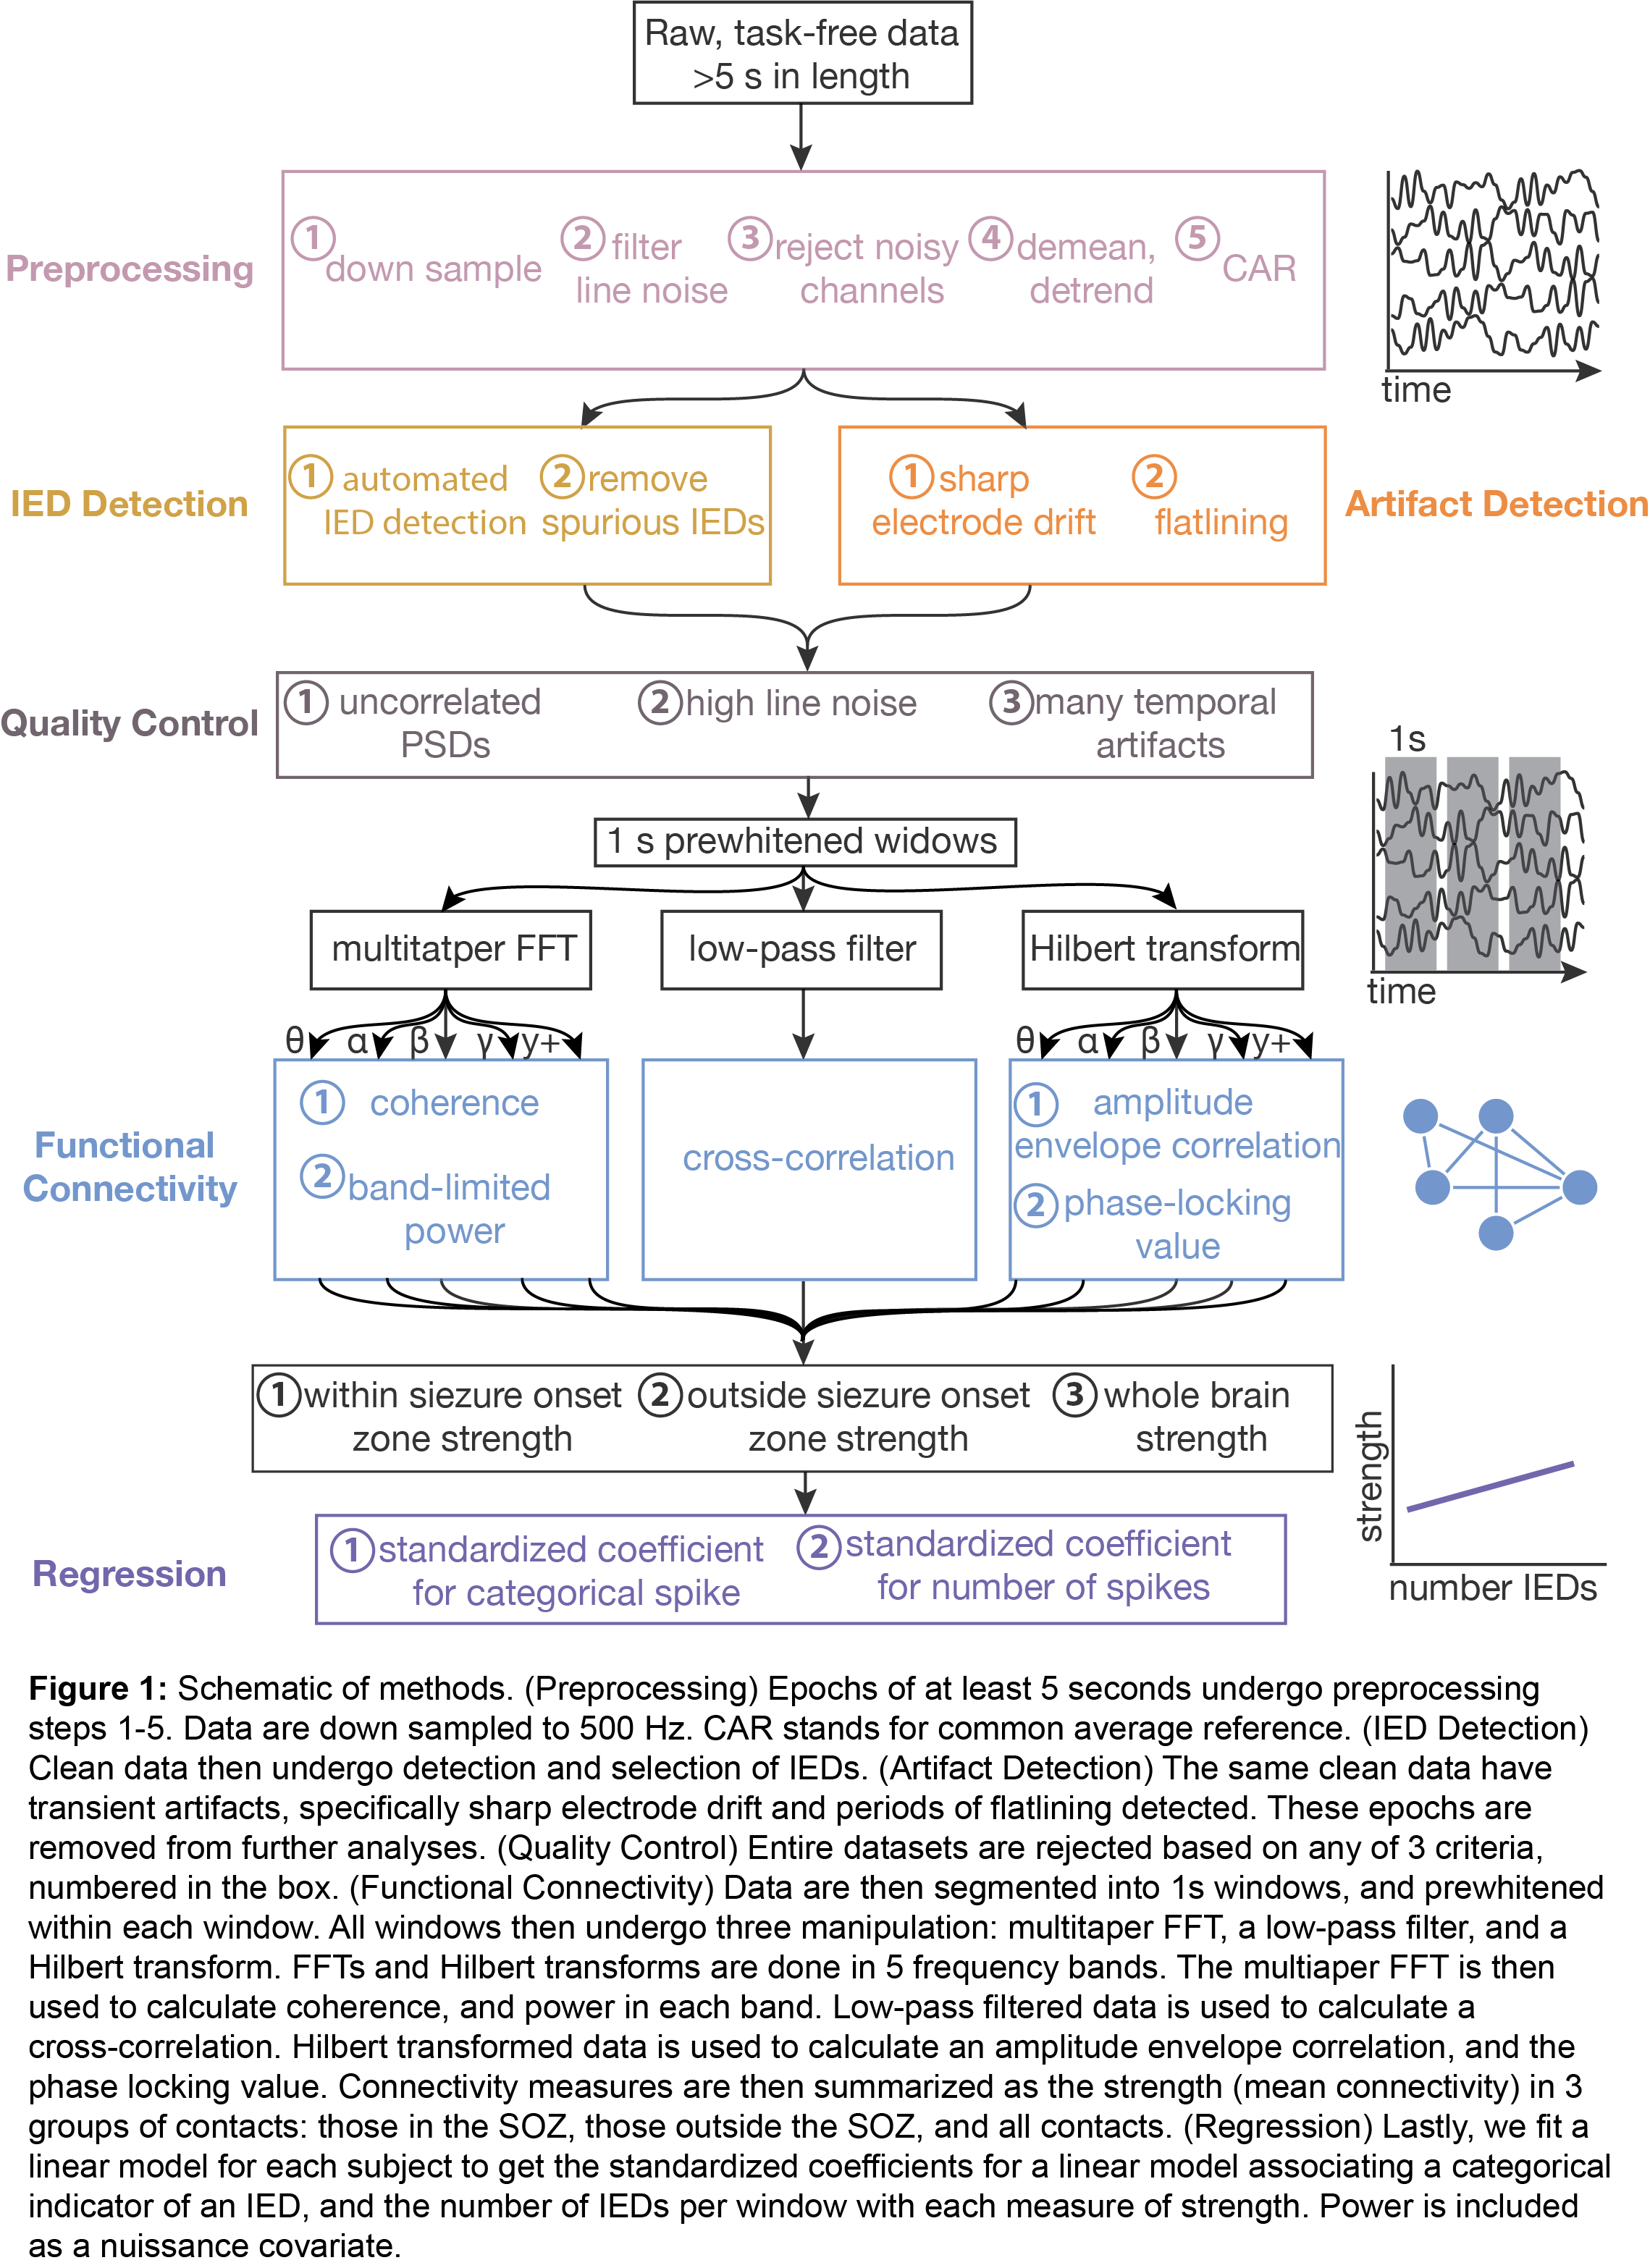 Raw, task-free data
>5 s in length
Preprocessing
1 down sample
2 filter
line noise
3 reject noisy
channels
4 demean,
detrend
5 CAR
time
IED Detection
1 automated
IED detection
2 remove
spurious IEDs
1 sharp
electrode drift
2 flatlining
Artifact Detection
Quality Control
1 uncorrelated
PSDs
2 high line noise
3 many temporal
artifacts
1s
time
1 s prewhitened widows
multitatper FFT
low-pass filter
Hilbert transform
θ α β γ y+
θ α β γ y+
Functional
Connectivity
1 coherence
2 band-limited
power
cross-correlation
1 amplitude
envelope correlation
2 phase-locking
value
1 within siezure onset
zone strength
2 outside siezure onset
zone strength
3 whole brain
strength
strength
number IEDs
Regression
1 standardized coefficient
for categorical spike
2 standardized coefficient
for number of spikes
Figure 1: Schematic of methods. (Preprocessing) Epochs of at least 5 seconds undergo preprocessing
steps 1-5. Data are down sampled to 500 Hz. CAR stands for common average reference. (IED Detection)
Clean data then undergo detection and selection of IEDs. (Artifact Detection) The same clean data have
transient artifacts, specifically sharp electrode drift and periods of flatlining detected. These epochs are
removed from further analyses. (Quality Control) Entire datasets are rejected based on any of 3 criteria,
numbered in the box. (Functional Connectivity) Data are then segmented into 1s windows, and prewhitened
within each window. All windows then undergo three manipulation: multitaper FFT, a low-pass filter, and a
Hilbert transform. FFTs and Hilbert transforms are done in 5 frequency bands. The multiaper FFT is then
used to calculate coherence, and power in each band. Low-pass filtered data is used to calculate a
cross-correlation. Hilbert transformed data is used to calculate an amplitude envelope correlation, and the
phase locking value. Connectivity measures are then summarized as the strength (mean connectivity) in 3
groups of contacts: those in the SOZ, those outside the SOZ, and all contacts. (Regression) Lastly, we fit a
linear model for each subject to get the standardized coefficients for a linear model associating a categorical
indicator of an IED, and the number of IEDs per window with each measure of strength. Power is included
as a nuissance covariate.